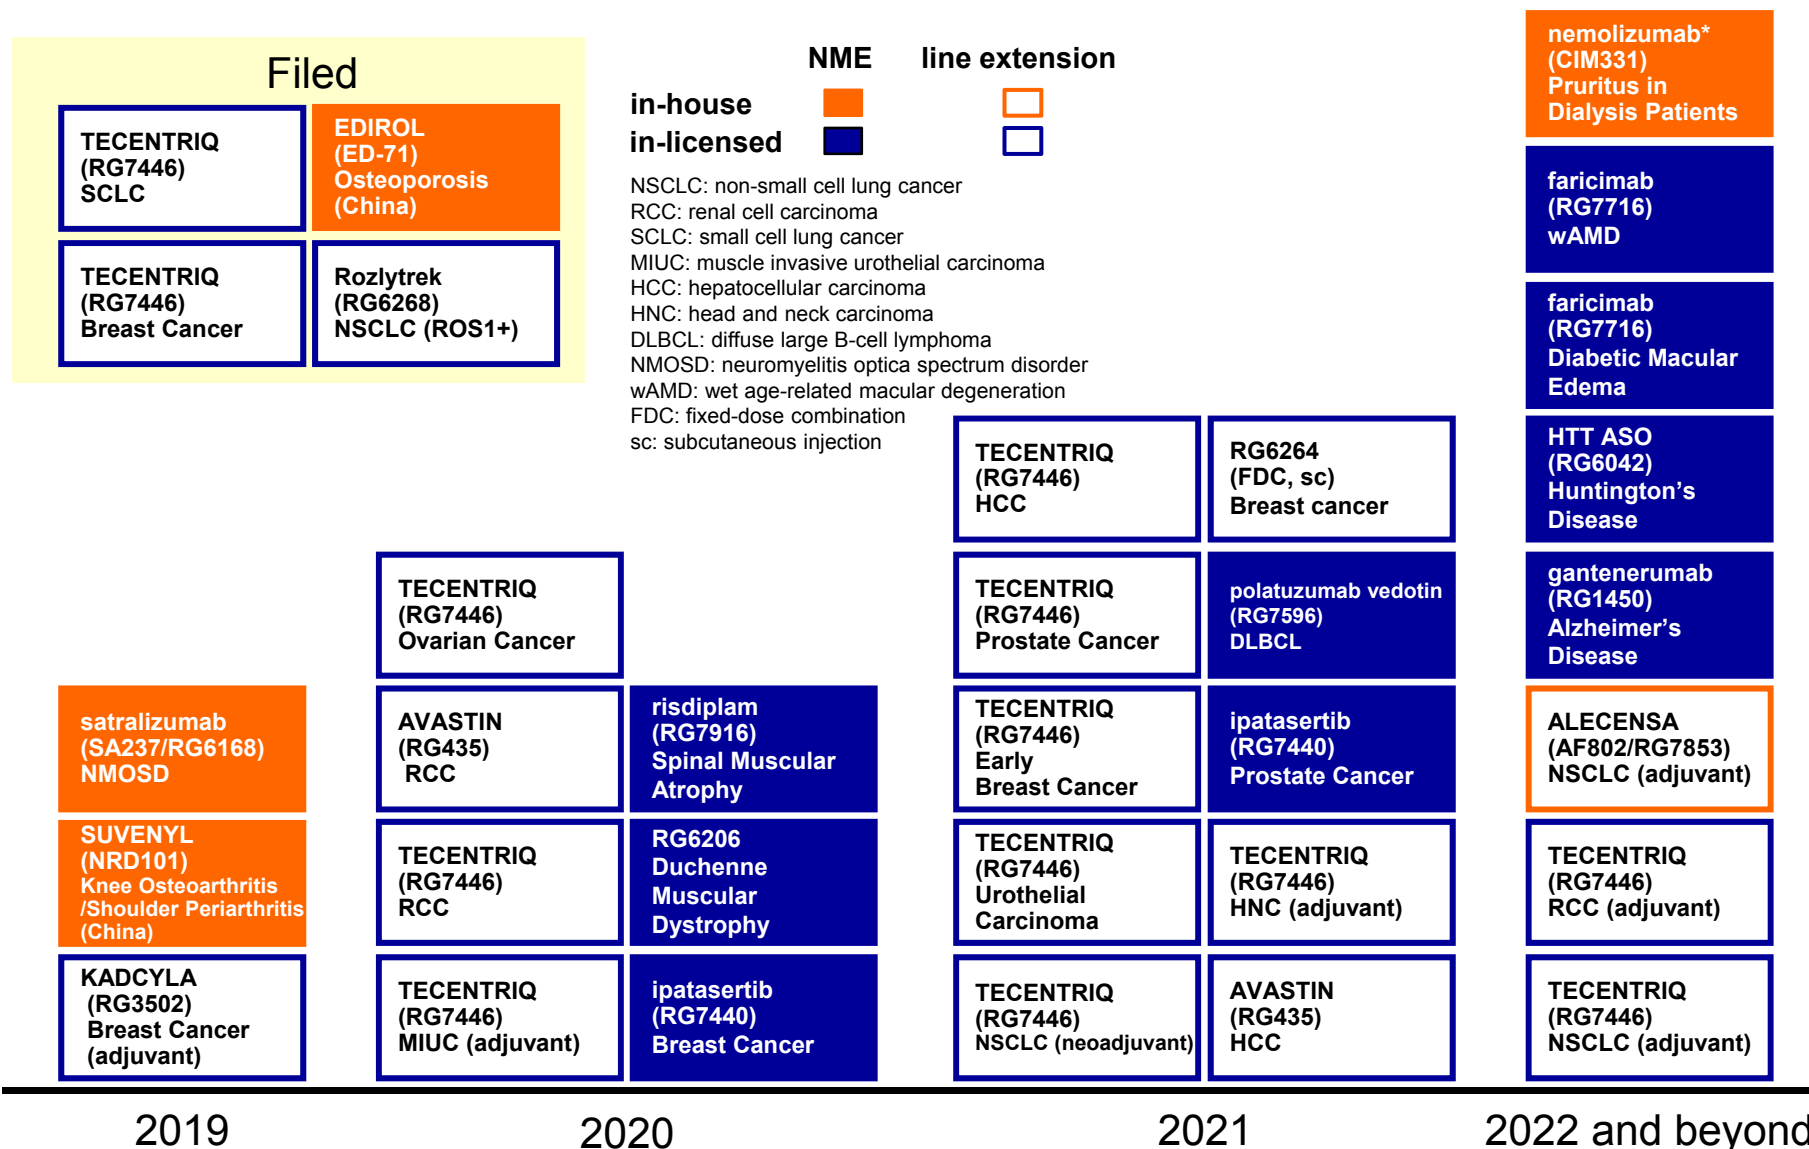 Filed
TECENTRIQ
(RG7446)
SCLC
EDIROL
(ED-71)
Osteoporosis
(China)
TECENTRIQ
(RG7446)
Breast Cancer
Rozlytrek
(RG6268)
NSCLC (ROS1+)
NME line extension
in-house
in-licensed
NSCLC: non-small cell lung cancer
RCC: renal cell carcinoma
SCLC: small cell lung cancer
MIUC: muscle invasive urothelial carcinoma
HCC: hepatocellular carcinoma
HNC: head and neck carcinoma
DLBCL: diffuse large B-cell lymphoma
NMOSD: neuromyelitis optica spectrum disorder
wAMD: wet age-related macular degeneration
FDC: fixed-dose combination
sc: subcutaneous injection
satralizumab
(SA237/RG6168)
NMOSD
SUVENYL
(NRD101)
Knee Osteoarthritis
/Shoulder Periarthritis
(China)
KADCYLA
(RG3502)
Breast Cancer
(adjuvant)
2019
TECENTRIQ
(RG7446)
Ovarian Cancer
AVASTIN
(RG435)
RCC
risdiplam
(RG7916)
Spinal Muscular
Atrophy
TECENTRIQ
(RG7446)
RCC
RG6206
Duchenne
Muscular
Dystrophy
TECENTRIQ
(RG7446)
MIUC (adjuvant)
ipatasertib
(RG7440)
Breast Cancer
2020
TECENTRIQ
(RG7446)
HCC
RG6264
(FDC, sc)
Breast cancer
TECENTRIQ
(RG7446)
Prostate Cancer
polatuzumab vedotin
(RG7596)
DLBCL
TECENTRIQ
(RG7446)
Early
Breast Cancer
ipatasertib
(RG7440)
Prostate Cancer
TECENTRIQ
(RG7446)
Urothelial
Carcinoma
TECENTRIQ
(RG7446)
HNC (adjuvant)
TECENTRIQ
(RG7446)
NSCLC (neoadjuvant)
AVASTIN
(RG435)
HCC
2021
nemolizumab*
(CIM331)
Pruritus in
Dialysis Patients
faricimab
(RG7716)
wAMD
faricimab
(RG7716)
Diabetic Macular
Edema
HTT ASO
(RG6042)
Huntington's
Disease
gantenerumab
(RG1450)
Alzheimer's
Disease
ALECENSA
(AF802/RG7853)
NSCLC (adjuvant)
TECENTRIQ
(RG7446)
RCC (adjuvant)
TECENTRIQ
(RG7446)
NSCLC (adjuvant)
2022 and beyond